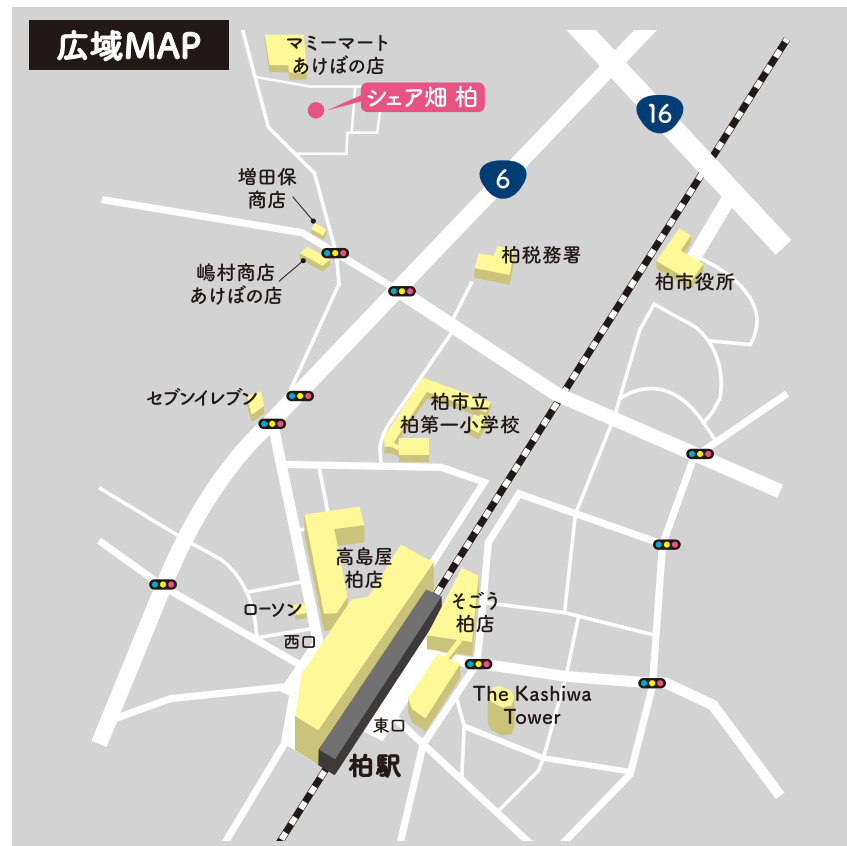 広域MAP
マミーマート
あけぼの店
シェア畑 柏
16
6
増田保
商店
柏税務署
嶋村商店
あけぼの店
柏市役所
セブンイレブン
柏市立
柏第一小学校
高島屋
柏店
ローソン
そごう
柏店
西口
The Kashiwa
Tower
東口
柏駅